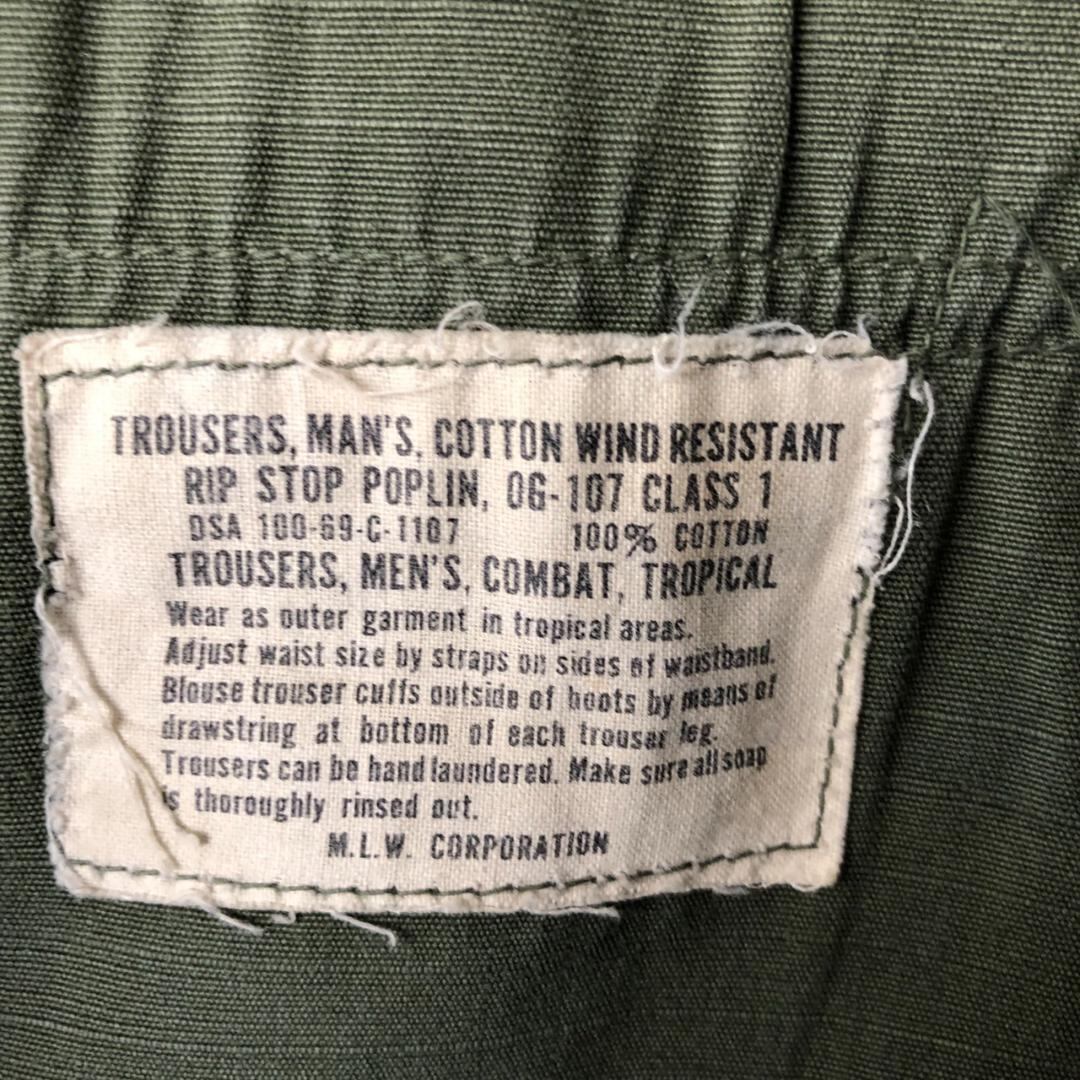 TROUSERS, MAN'S, COTTON WIND RESISTANT
RIP STOP POPLIN, OG-107 CLASS 1
DSA 100-69-C-1107 100% COTTON
TROUSERS, MEN'S, COMBAT, TROPICAL
Wear as outer garment in tropical areas.
Adjust waist size by straps on sides of waistband.
Blouse trouser cuffs outside of boots by means of
drawstring at bottom of each trouser leg.
Trousers can be hand laundered. Make sure all soap
is thoroughly rinsed out.
M.L.W. CORPORATION